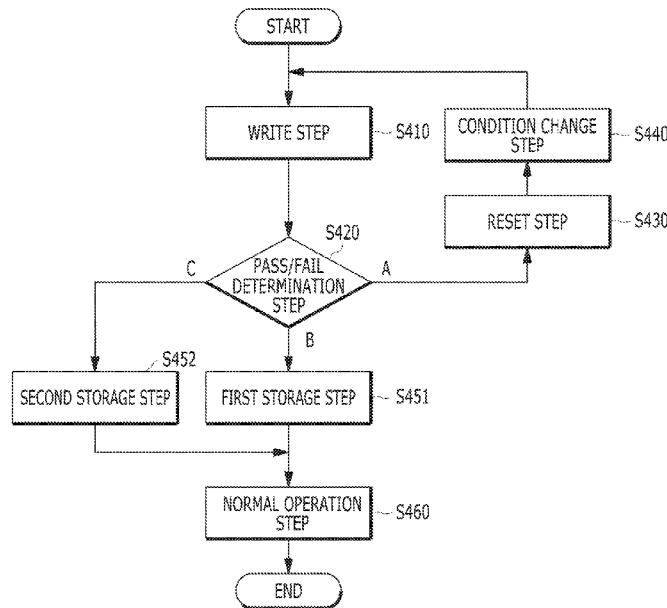 START
WRITE STEP
S410
CONDITION CHANGE
STEP
S440
RESET STEP
S430
S420
PASS/FAIL
DETERMINATION
STEP
C
A
B
S452
SECOND STORAGE STEP
FIRST STORAGE STEP
S451
NORMAL OPERATION
STEP
S460
END